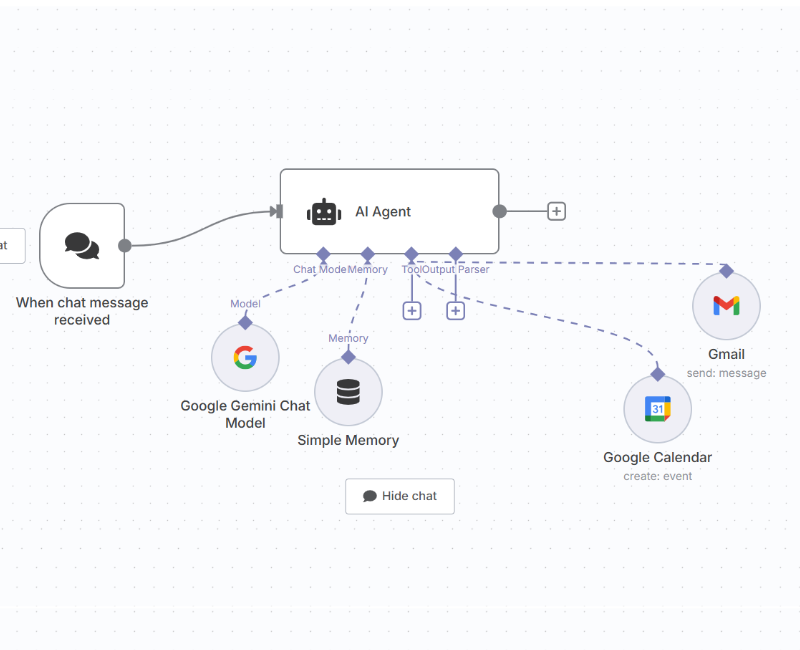 AI Agent
at
Chat Mode
Memory
Tool
Output Parser
When chat message
received
Model
Memory
Google Gemini Chat
Model
Simple Memory
Gmail
send: message
31
Google Calendar
create: event
Hide chat